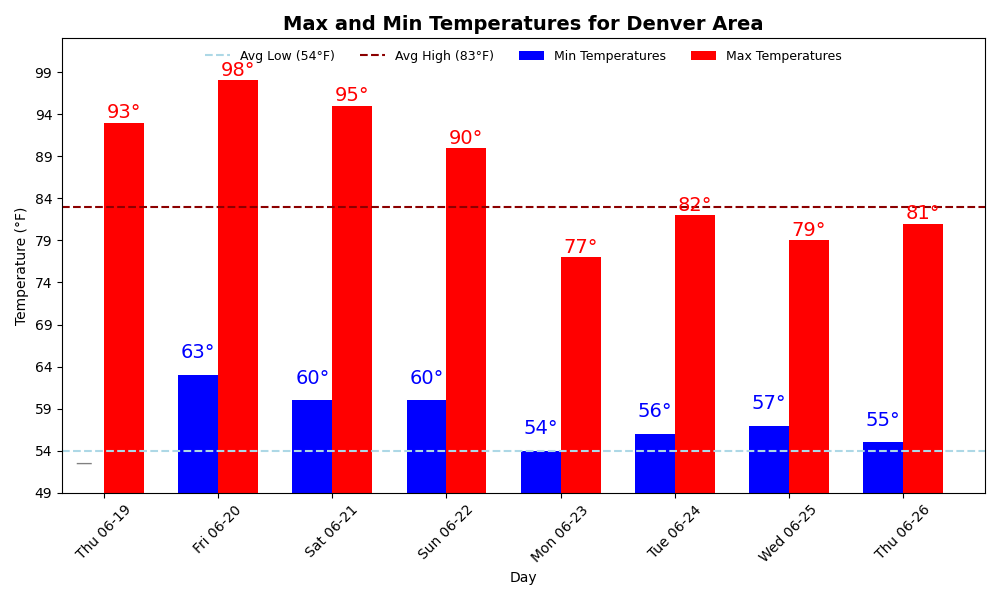 Max and Min Temperatures for Denver Area
Avg Low (54°F) Avg High (83°F) Min Temperatures Max Temperatures
Temperature (°F)
99
94
89
84
79
74
69
64
59
54
49
93° 98° 95° 90° 77° 82° 79° 81°
— 63° 60° 60° 54° 56° 57° 55°
Thu 06-19 Fri 06-20 Sat 06-21 Sun 06-22 Mon 06-23 Tue 06-24 Wed 06-25 Thu 06-26
Day